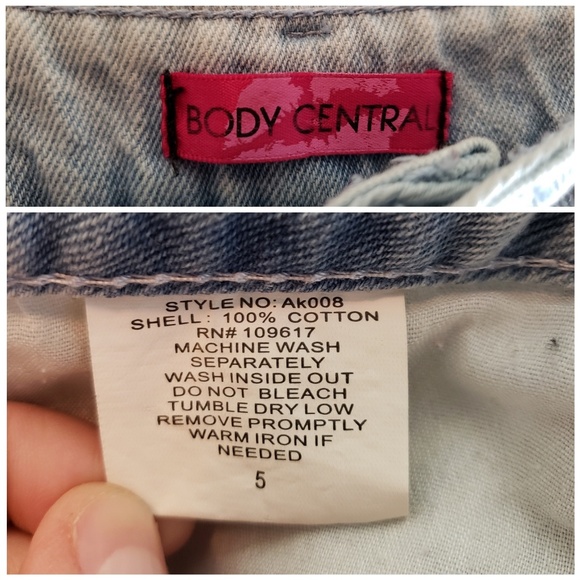 BODY CENTRAL
STYLE NO: Ak008
SHELL: 100% COTTON
RN# 109617
MACHINE WASH
SEPARATELY
WASH INSIDE OUT
DO NOT BLEACH
TUMBLE DRY LOW
REMOVE PROMPTLY
WARM IRON IF
NEEDED
5